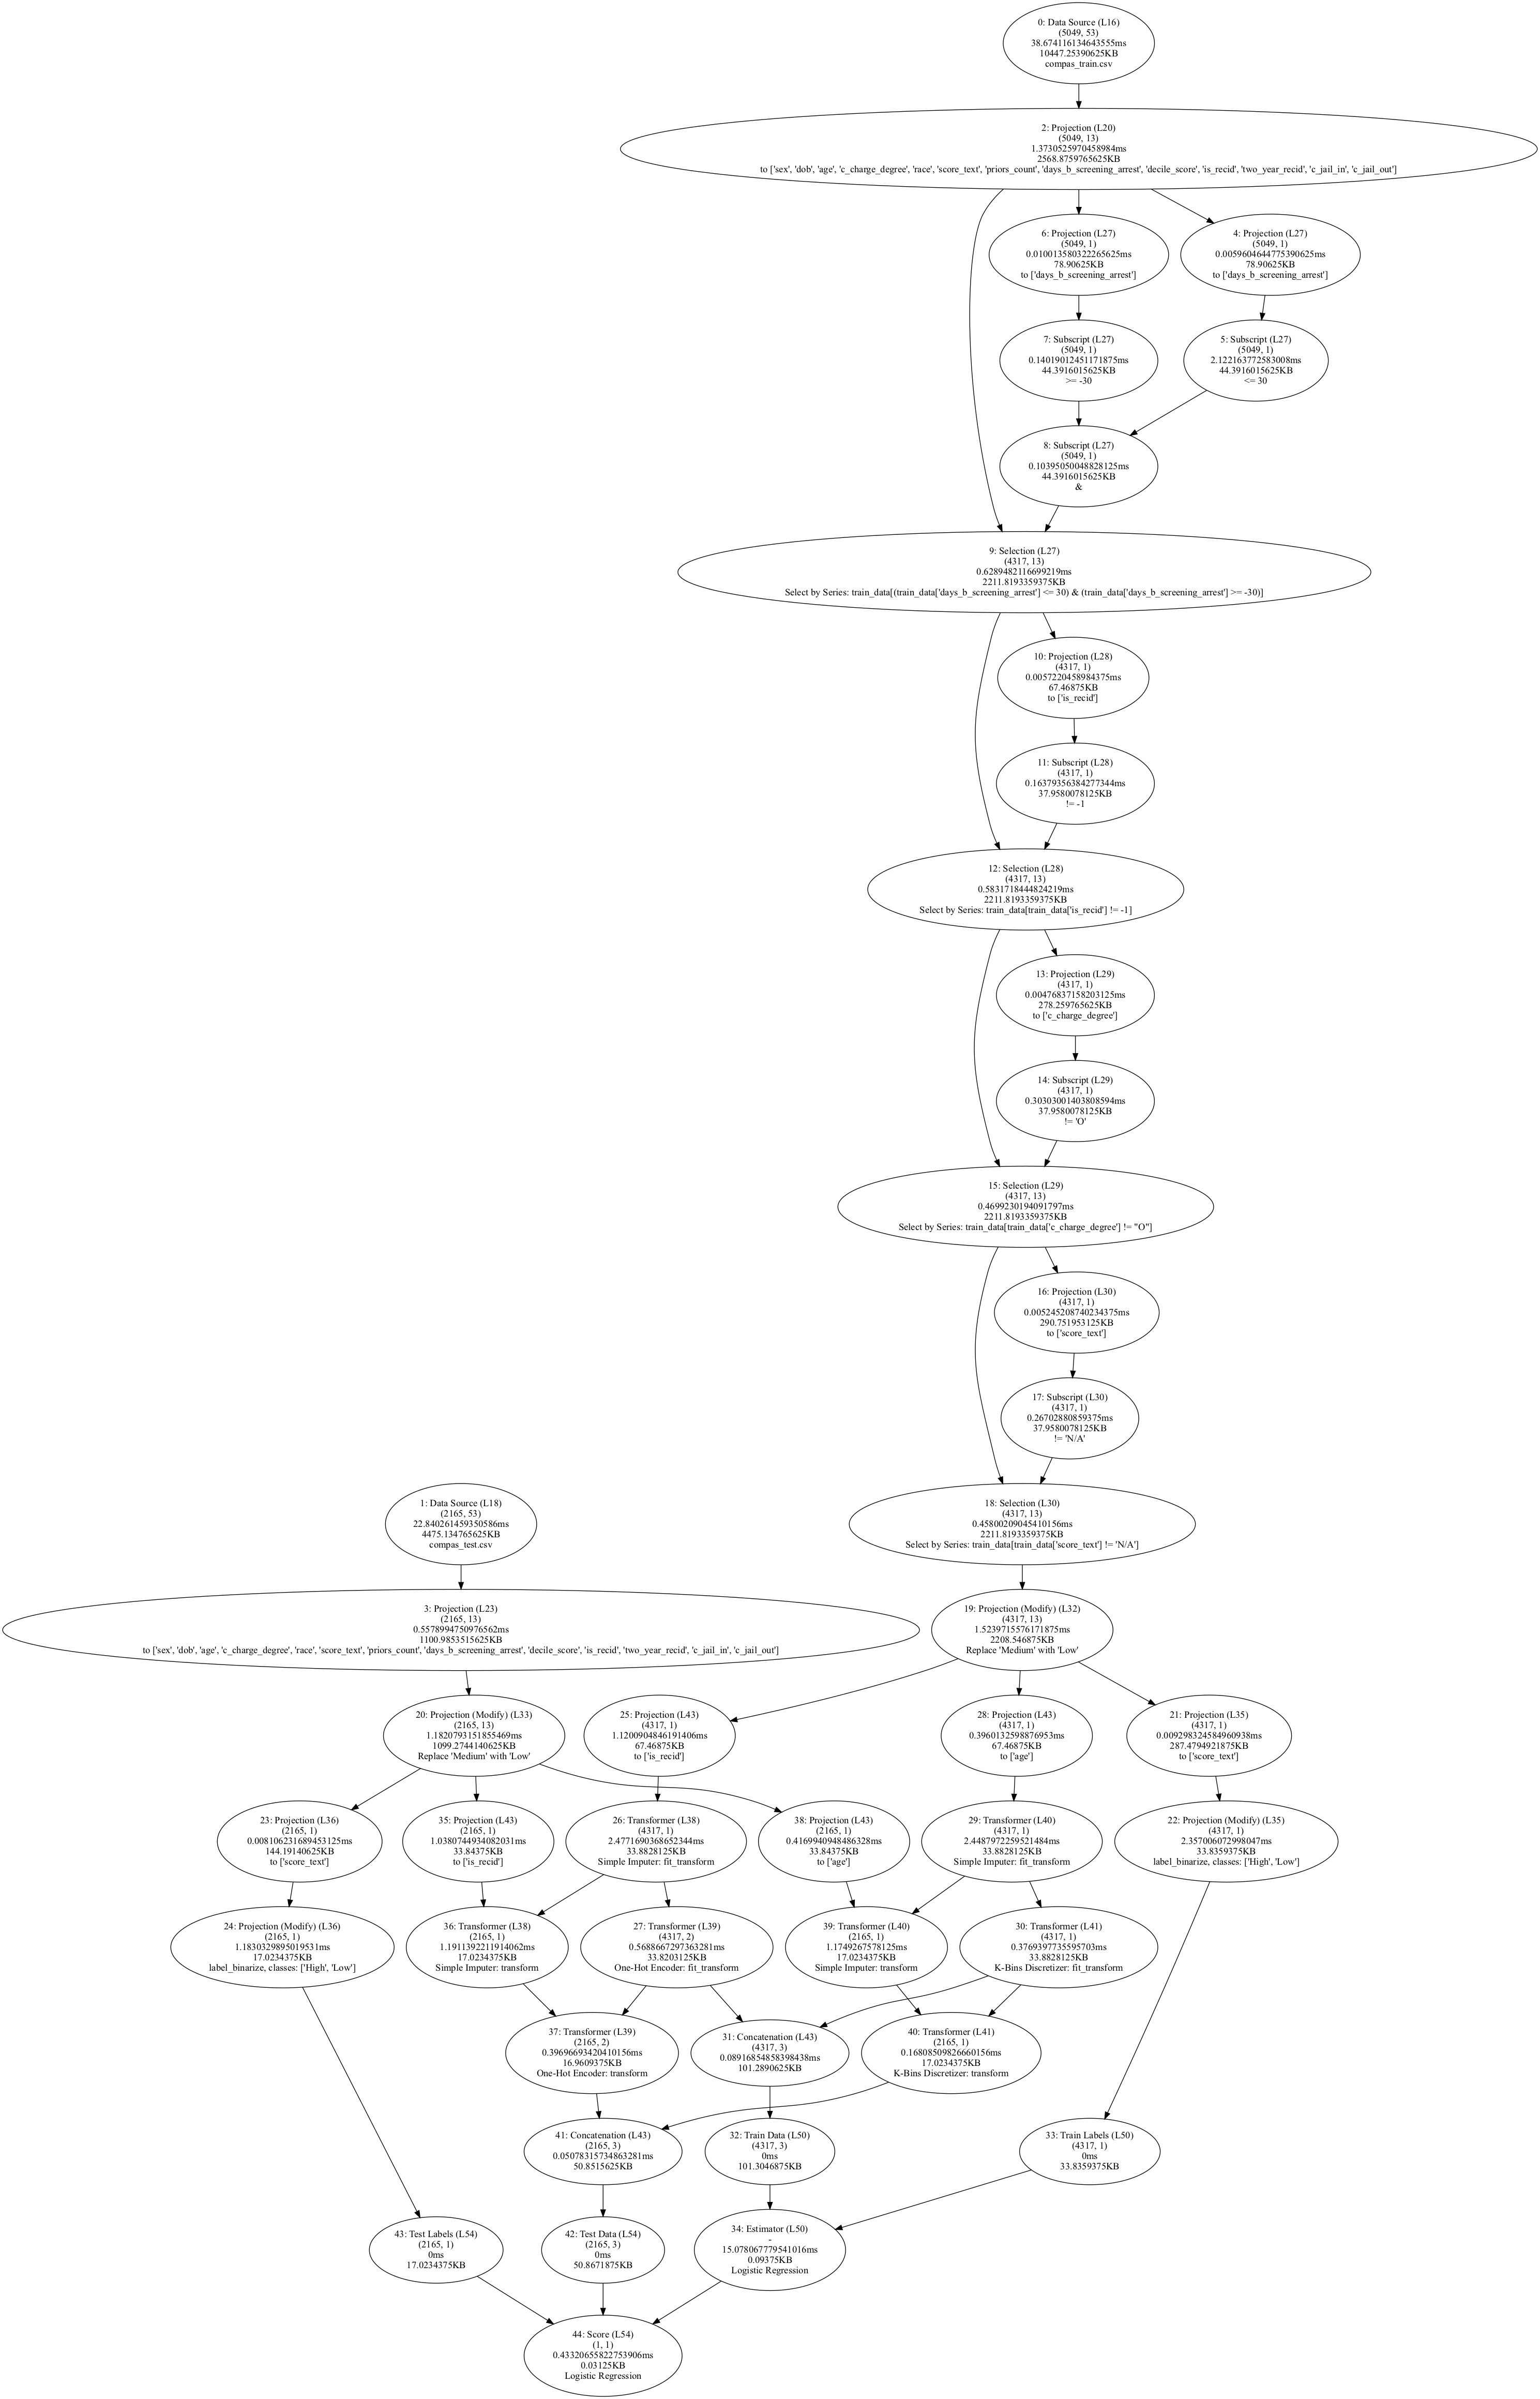 0: Data Source (L16)
(5049, 53)
38.674116134643555ms
10447.25390625KB
compas_train.csv
2: Projection (L20)
(5049, 13)
1.3730525970458984ms
2568.8759765625KB
to ['sex', 'dob', 'age', 'c_charge_degree', 'race', 'score_text', 'priors_count', 'days_b_screening_arrest', 'decile_score', 'is_recid', 'two_year_recid', 'c_jail_in', 'c_jail_out']
6: Projection (L27)
(5049, 1)
0.010013580322265625ms
78.90625KB
to ['days_b_screening_arrest']
4: Projection (L27)
(5049, 1)
0.0059604644775390625ms
78.90625KB
to ['days_b_screening_arrest']
7: Subscript (L27)
(5049, 1)
0.14019012451171875ms
44.3916015625KB
>= -30
5: Subscript (L27)
(5049, 1)
2.122163772583008ms
44.3916015625KB
<= 30
8: Subscript (L27)
(5049, 1)
0.10395050048828125ms
44.3916015625KB
&
9: Selection (L27)
(4317, 13)
0.6289482116699219ms
2211.8193359375KB
Select by Series: train_data[(train_data['days_b_screening_arrest'] <= 30) & (train_data['days_b_screening_arrest'] >= -30)]
10: Projection (L28)
(4317, 1)
0.0057220458984375ms
67.46875KB
to ['is_recid']
11: Subscript (L28)
(4317, 1)
0.16379356384277344ms
37.9580078125KB
!= -1
12: Selection (L28)
(4317, 13)
0.5831718444824219ms
2211.8193359375KB
Select by Series: train_data[train_data['is_recid'] != -1]
13: Projection (L29)
(4317, 1)
0.00476837158203125ms
278.259765625KB
to ['c_charge_degree']
14: Subscript (L29)
(4317, 1)
0.30303001403808594ms
37.9580078125KB
!= 'O'
15: Selection (L29)
(4317, 13)
0.4699230194091797ms
2211.8193359375KB
Select by Series: train_data[train_data['c_charge_degree'] != "O"]
16: Projection (L30)
(4317, 1)
0.005245208740234375ms
290.751953125KB
to ['score_text']
17: Subscript (L30)
(4317, 1)
0.26702880859375ms
37.9580078125KB
!= 'N/A'
1: Data Source (L18)
(2165, 53)
22.840261459350586ms
4475.134765625KB
compas_test.csv
18: Selection (L30)
(4317, 13)
0.45800209045410156ms
2211.8193359375KB
Select by Series: train_data[train_data['score_text'] != 'N/A']
3: Projection (L23)
(2165, 13)
0.5578994750976562ms
1100.9853515625KB
to ['sex', 'dob', 'age', 'c_charge_degree', 'race', 'score_text', 'priors_count', 'days_b_screening_arrest', 'decile_score', 'is_recid', 'two_year_recid', 'c_jail_in', 'c_jail_out']
19: Projection (Modify) (L32)
(4317, 13)
1.5239715576171875ms
2208.546875KB
Replace 'Medium' with 'Low'
20: Projection (Modify) (L33)
(2165, 13)
1.1820793151855469ms
1099.2744140625KB
Replace 'Medium' with 'Low'
25: Projection (L43)
(4317, 1)
1.1200904846191406ms
67.46875KB
to ['is_recid']
28: Projection (L43)
(4317, 1)
0.3960132598876953ms
67.46875KB
to ['age']
21: Projection (L35)
(4317, 1)
0.009298324584960938ms
287.4794921875KB
to ['score_text']
23: Projection (L36)
(2165, 1)
0.008106231689453125ms
144.19140625KB
to ['score_text']
35: Projection (L43)
(2165, 1)
1.0380744934082031ms
33.84375KB
to ['is_recid']
26: Transformer (L38)
(4317, 1)
2.4771690368652344ms
33.8828125KB
Simple Imputer: fit_transform
38: Projection (L43)
(2165, 1)
0.4169940948486328ms
33.84375KB
to ['age']
29: Transformer (L40)
(4317, 1)
2.4487972259521484ms
33.8828125KB
Simple Imputer: fit_transform
22: Projection (Modify) (L35)
(4317, 1)
2.357006072998047ms
33.8359375KB
label_binarize, classes: ['High', 'Low']
24: Projection (Modify) (L36)
(2165, 1)
1.1830329895019531ms
17.0234375KB
label_binarize, classes: ['High', 'Low']
36: Transformer (L38)
(2165, 1)
1.1911392211914062ms
17.0234375KB
Simple Imputer: transform
27: Transformer (L39)
(4317, 2)
0.5688667297363281ms
33.8203125KB
One-Hot Encoder: fit_transform
39: Transformer (L40)
(2165, 1)
1.1749267578125ms
17.0234375KB
Simple Imputer: transform
30: Transformer (L41)
(4317, 1)
0.3769397735595703ms
33.8828125KB
K-Bins Discretizer: fit_transform
37: Transformer (L39)
(2165, 2)
0.39696693420410156ms
16.9609375KB
One-Hot Encoder: transform
31: Concatenation (L43)
(4317, 3)
0.08916854858398438ms
101.2890625KB
40: Transformer (L41)
(2165, 1)
0.16808509826660156ms
17.0234375KB
K-Bins Discretizer: transform
41: Concatenation (L43)
(2165, 3)
0.05078315734863281ms
50.8515625KB
32: Train Data (L50)
(4317, 3)
0ms
101.3046875KB
33: Train Labels (L50)
(4317, 1)
0ms
33.8359375KB
43: Test Labels (L54)
(2165, 1)
0ms
17.0234375KB
42: Test Data (L54)
(2165, 3)
0ms
50.8671875KB
34: Estimator (L50)
-
15.078067779541016ms
0.09375KB
Logistic Regression
44: Score (L54)
(1, 1)
0.43320655822753906ms
0.03125KB
Logistic Regression